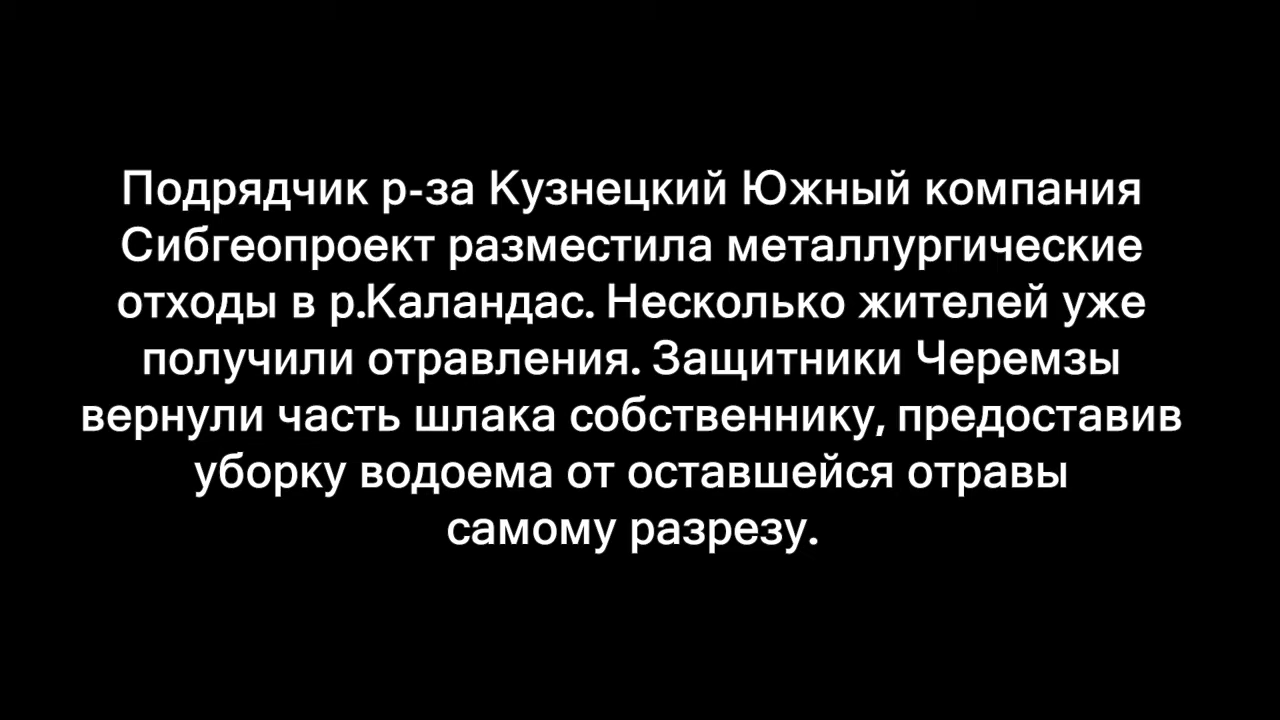 Подрядчик р-за Кузнецкий Южный компания
Сибгеопроект разместила металлургические
отходы в р.Каландас. Несколько жителей уже
получили отравления. Защитники Черемзы
вернули часть шлака собственнику, предоставив
уборку водоема от оставшейся отравы
самому разрезу.